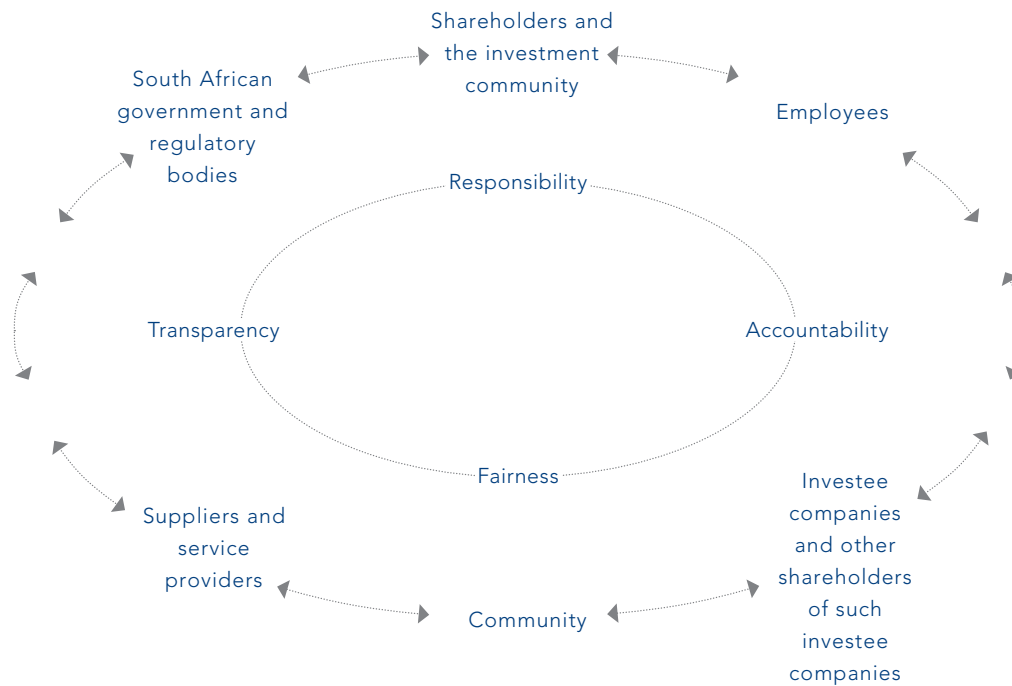 Shareholders and
the investment
community
South African
government and
regulatory
bodies
Employees
Responsibility
Transparency
Accountability
Fairness
Suppliers and
service
providers
Community
Investee
companies
and other
shareholders
of such
investee
companies